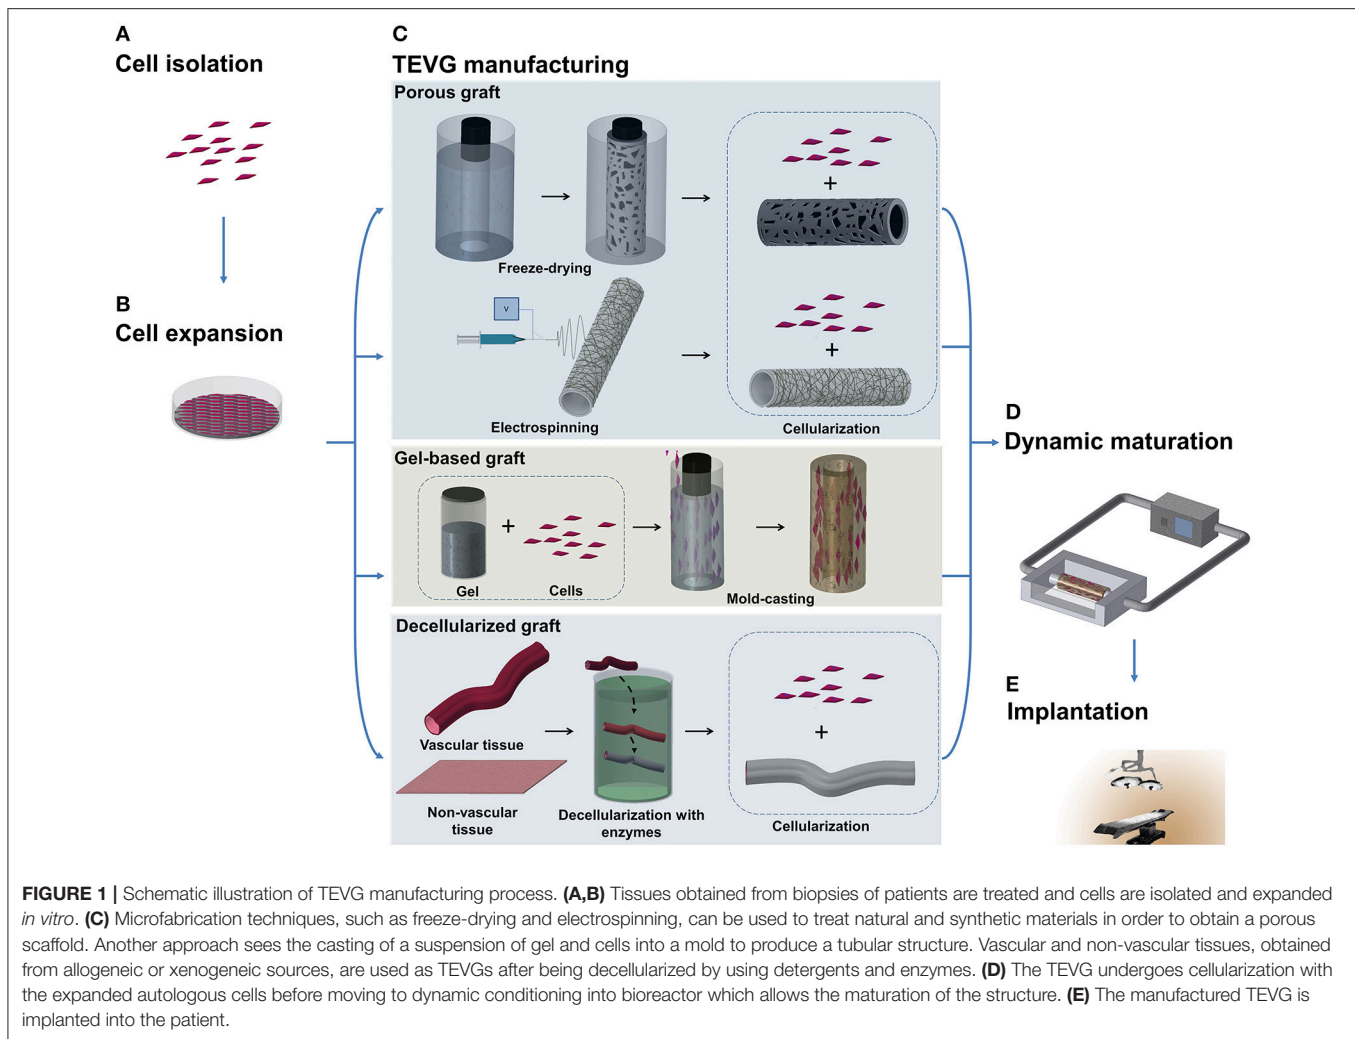 A
Cell isolation
B
Cell expansion
C
TEVG manufacturing
Porous graft
Freeze-drying
V
Electrospinning
+
+
Cellularization
Gel-based graft
+
Gel
Cells
Mold-casting
Decellularized graft
Vascular tissue
Non-vascular
tissue
Decellularization with
enzymes
+
Cellularization
D
Dynamic maturation
E
Implantation
FIGURE 1 | Schematic illustration of TEVG manufacturing process. (A,B) Tissues obtained from biopsies of patients are treated and cells are isolated and expanded
in vitro. (C) Microfabrication techniques, such as freeze-drying and electrospinning, can be used to treat natural and synthetic materials in order to obtain a porous
scaffold. Another approach sees the casting of a suspension of gel and cells into a mold to produce a tubular structure. Vascular and non-vascular tissues, obtained
from allogeneic or xenogeneic sources, are used as TEVGs after being decellularized by using detergents and enzymes. (D) The TEVG undergoes cellularization with
the expanded autologous cells before moving to dynamic conditioning into bioreactor which allows the maturation of the structure. (E) The manufactured TEVG is
implanted into the patient.